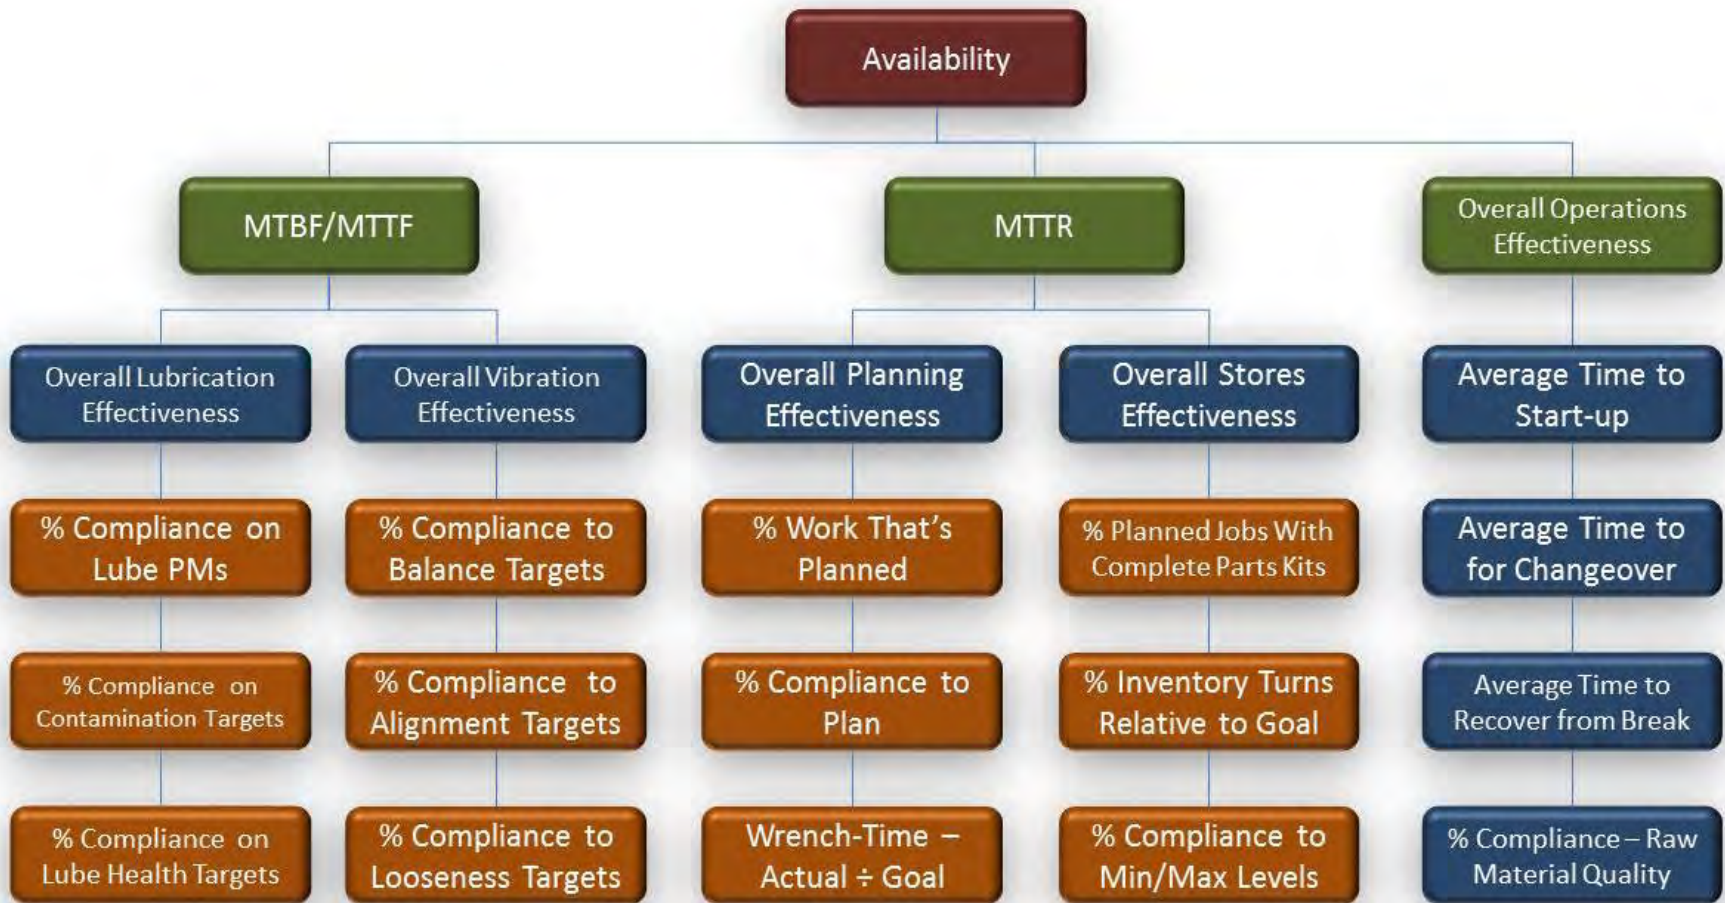 Availability
MTBF/MTTF
MTTR
Overall Operations
Effectiveness
Overall Lubrication
Effectiveness
Overall Vibration
Effectiveness
Overall Planning
Effectiveness
Overall Stores
Effectiveness
Average Time to
Start-up
% Compliance on
Lube PMs
% Compliance to
Balance Targets
% Work That's
Planned
% Planned Jobs With
Complete Parts Kits
Average Time to
for Changeover
% Compliance on
Contamination Targets
% Compliance to
Alignment Targets
% Compliance to
Plan
% Inventory Turns
Relative to Goal
Average Time to
Recover from Break
% Compliance on
Lube Health Targets
% Compliance to
Looseness Targets
Wrench-Time –
Actual ÷ Goal
% Compliance to
Min/Max Levels
% Compliance – Raw
Material Quality